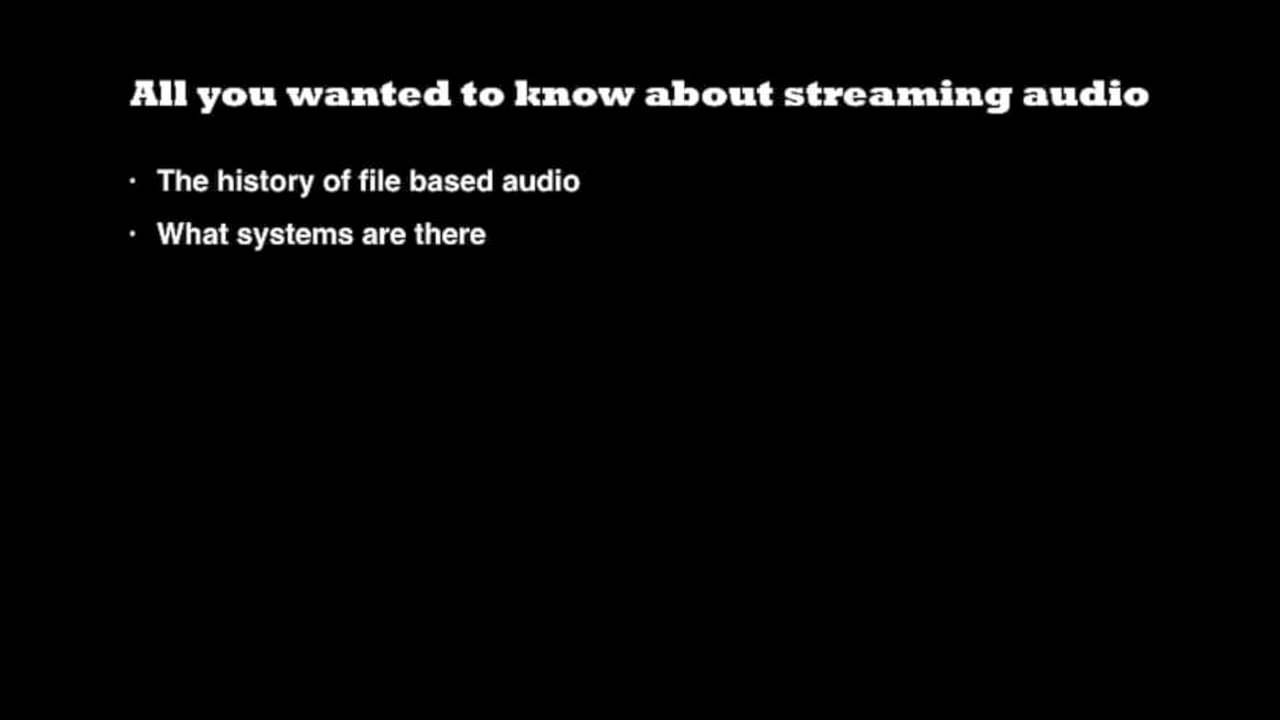 All you wanted to know about streaming audio
· The history of file based audio
· What systems are there